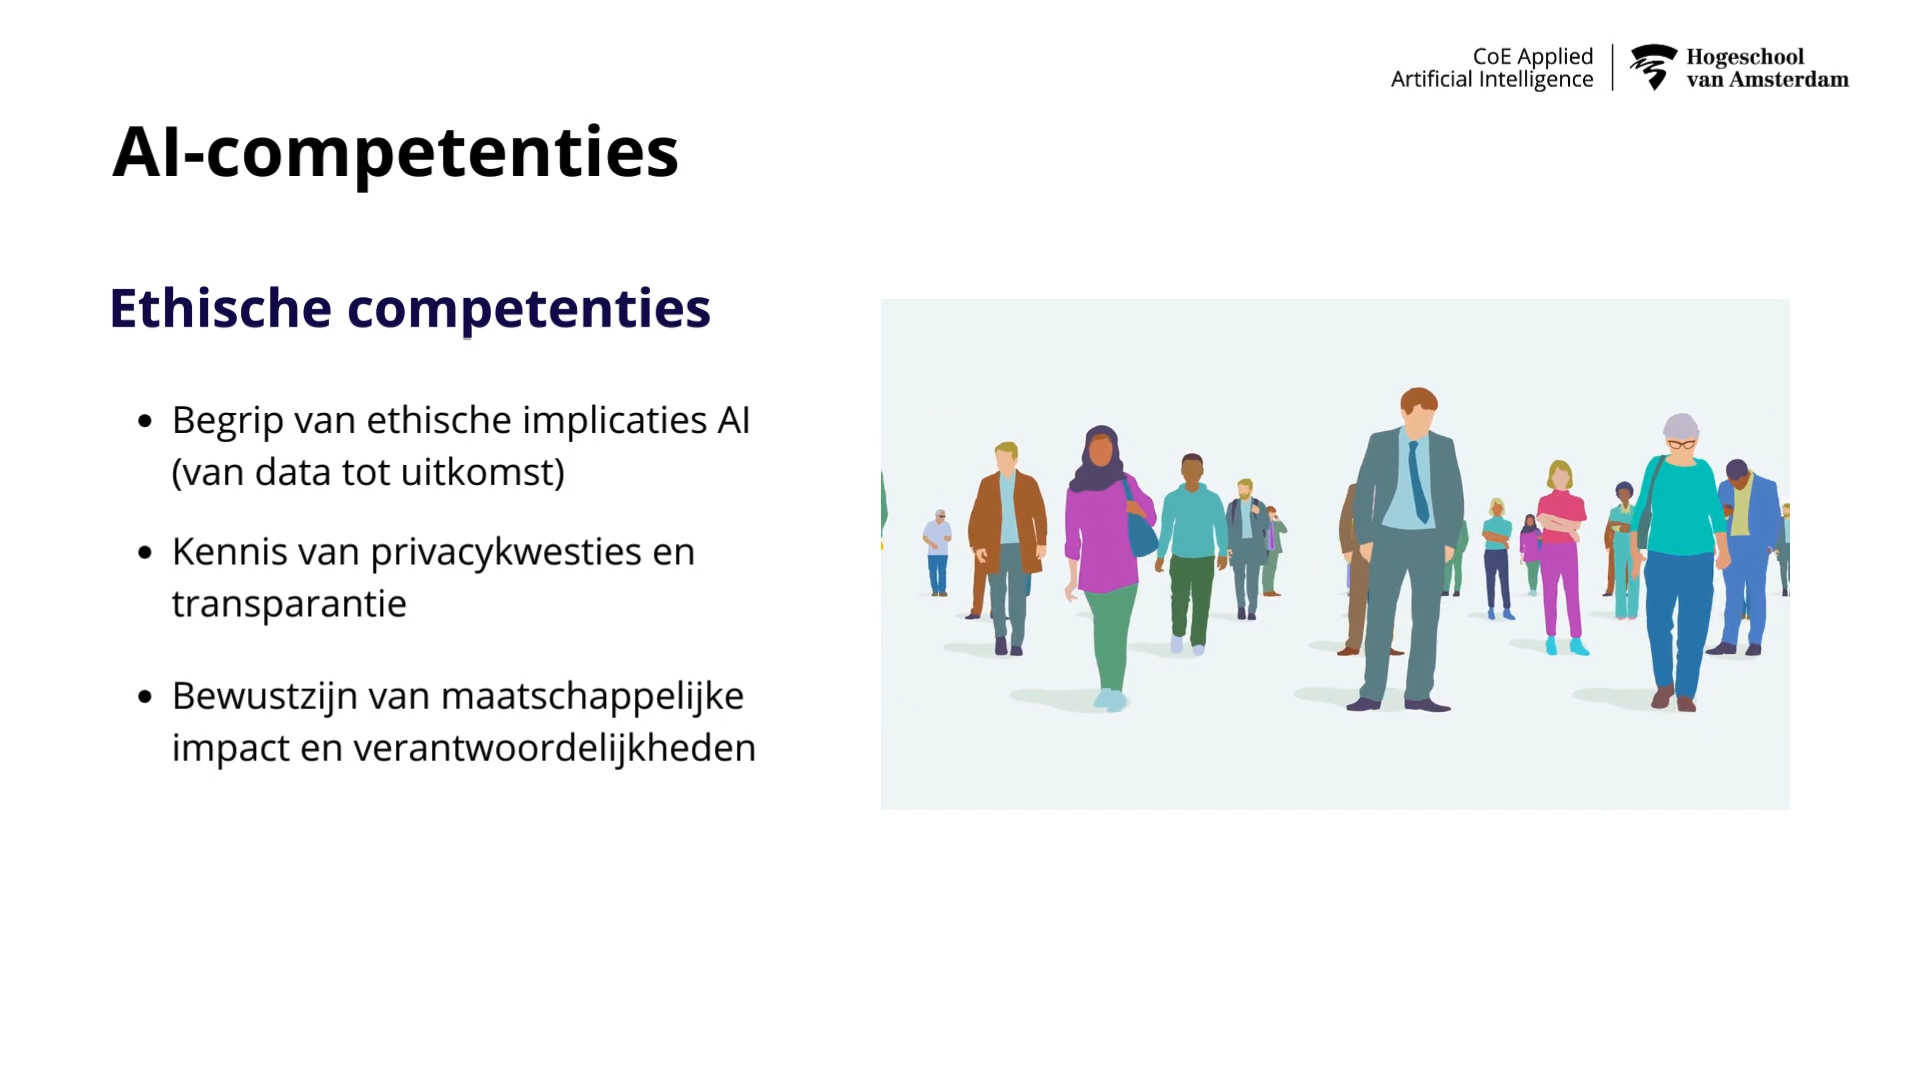 CoE Applied
Artificial Intelligence
Hogeschool
van Amsterdam
AI-competenties
Ethische competenties
• Begrip van ethische implicaties AI
(van data tot uitkomst)
• Kennis van privacykwesties en
transparantie
• Bewustzijn van maatschappelijke
impact en verantwoordelijkheden